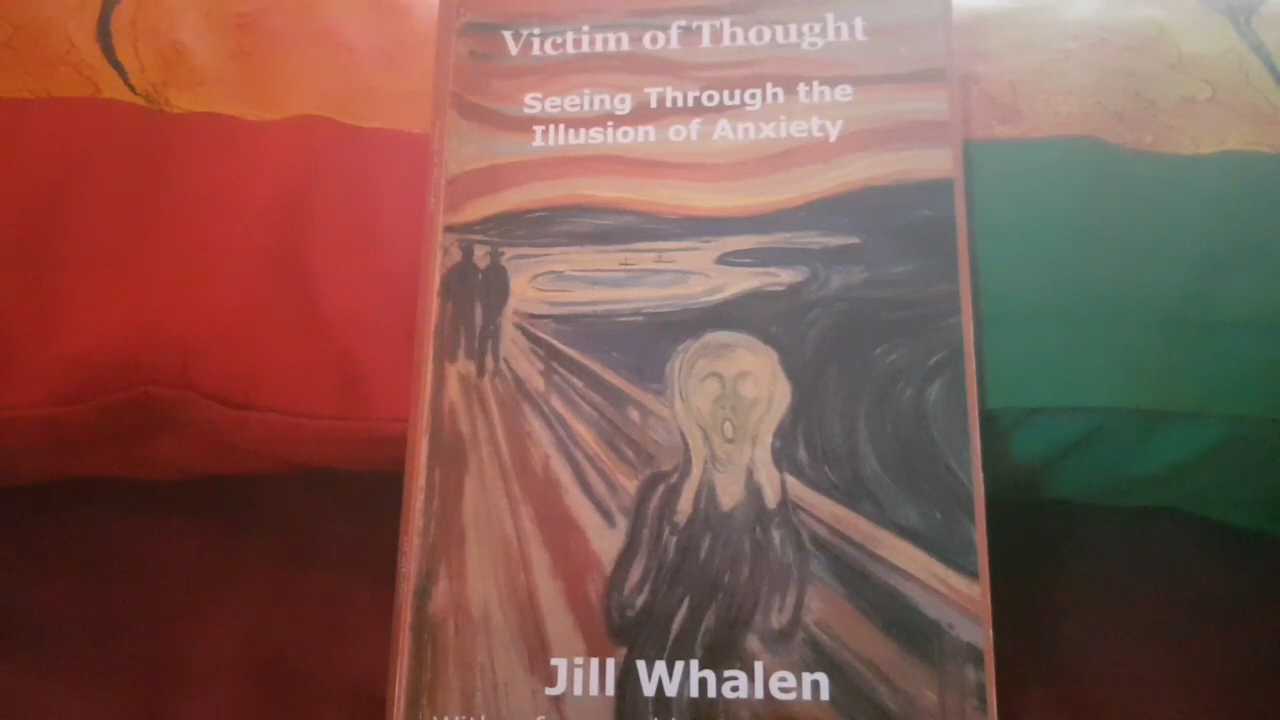 Victim of Thought
Seeing Through the
Illusion of Anxiety
Jill Whalen